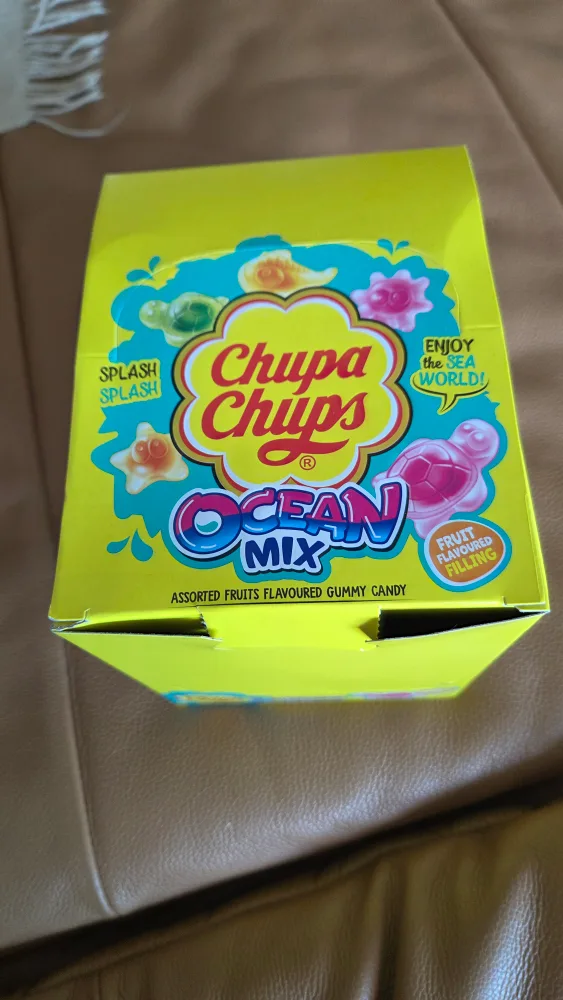 Chupa
Chups
®
SPLASH
SPLASH
ENJOY
the SEA
WORLD!
OCEAN
MIX
FRUIT
FLAVOURED
FILLING
ASSORTED FRUITS FLAVOURED GUMMY CANDY